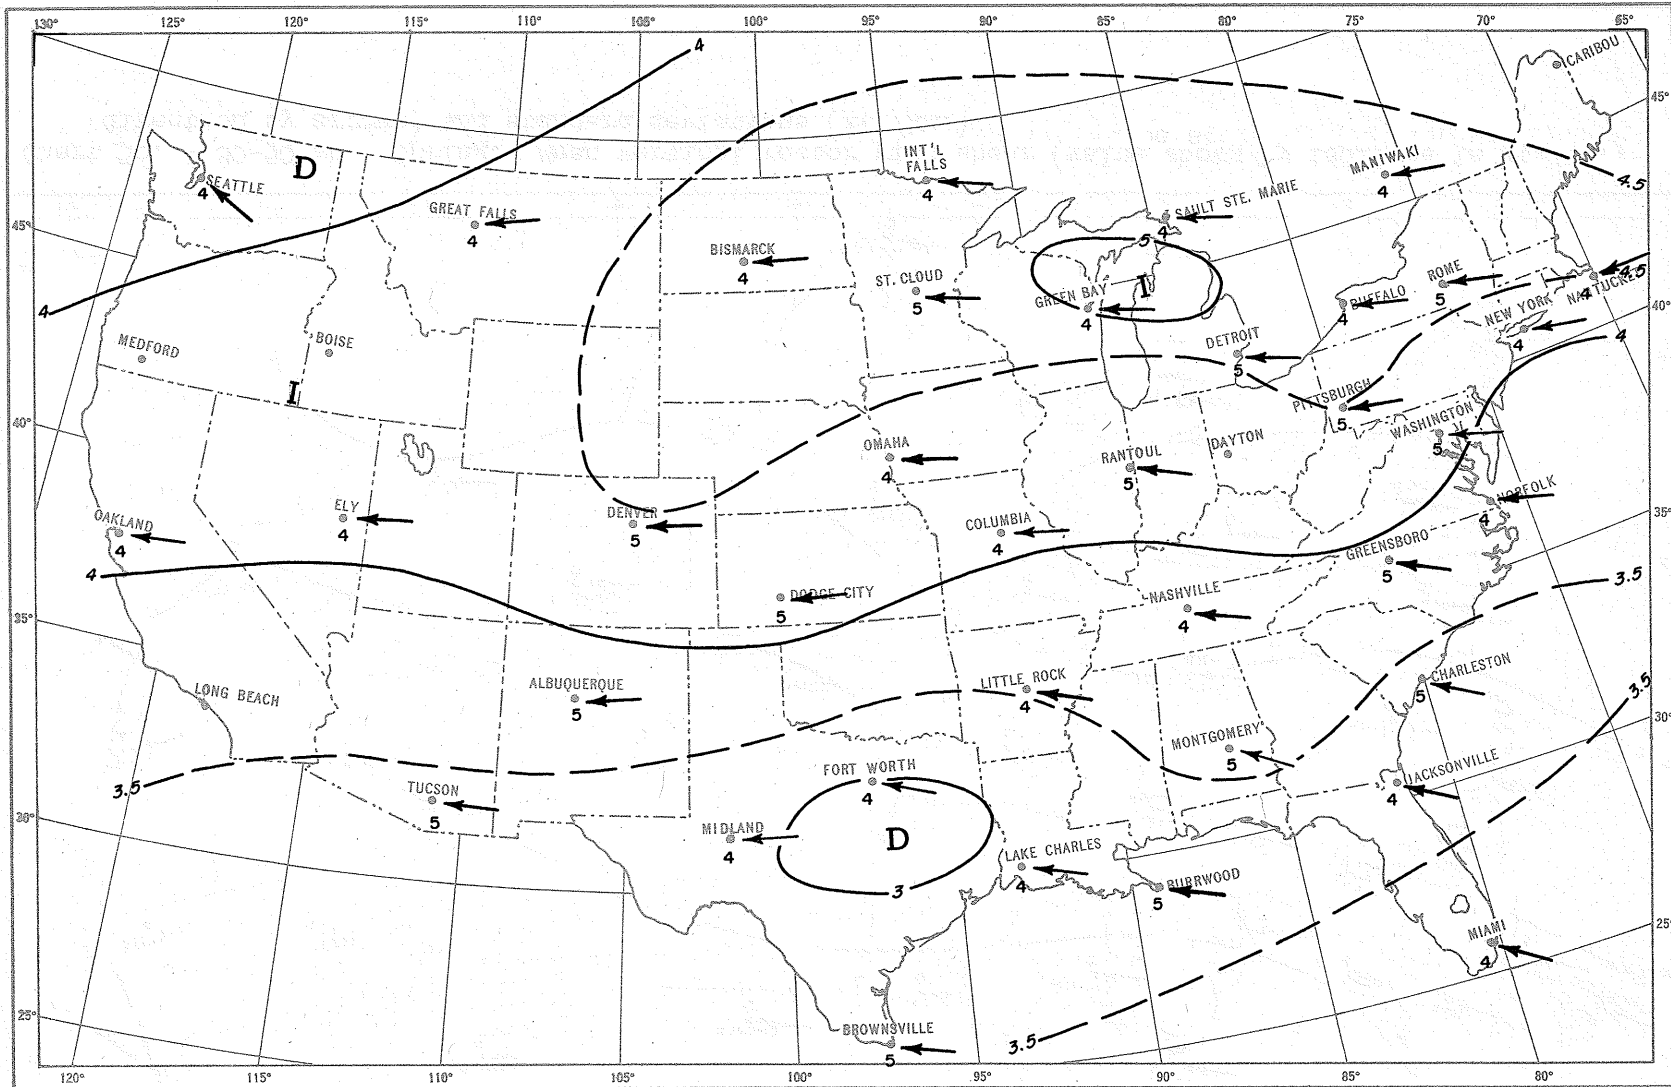 130° 125° 120° 115° 110° 105° 100° 95° 90° 85° 80° 75° 70° 65°
4
CARIBOU
45°
D
INT'L
FALLS
4
MANIWAKI
4
4.5
SEATTLE
4
SAULT STE. MARIE
4
GREAT FALLS
4
45°
BISMARCK
4
5
ST. CLOUD
5
I
GREEN BAY
4
ROME
5
4.5
NANTUCKET
4
BUFFALO
4
NEW YORK
4
40°
4
4
MEDFORD
BOISE
DETROIT
5
I
PITTSBURGH
5
WASHINGTON
5
40°
OMAHA
4
RANTOUL
5
DAYTON
NORFOLK
4
35°
OAKLAND
4
ELY
4
DENVER
5
COLUMBIA
4
GREENSBORO
5
4
3.5
DODGE CITY
5
NASHVILLE
4
35°
LONG BEACH
ALBUQUERQUE
5
LITTLE ROCK
4
CHARLESTON
5
3.5
30°
MONTGOMERY
5
FORT WORTH
4
JACKSONVILLE
4
3.5
TUCSON
5
30°
MIDLAND
4
D
LAKE CHARLES
4
3
BURRWOOD
5
25°
MIAMI
4
25°
BROWNSVILLE
5
3.5
120° 115° 110° 105° 100° 95° 90° 85° 80°